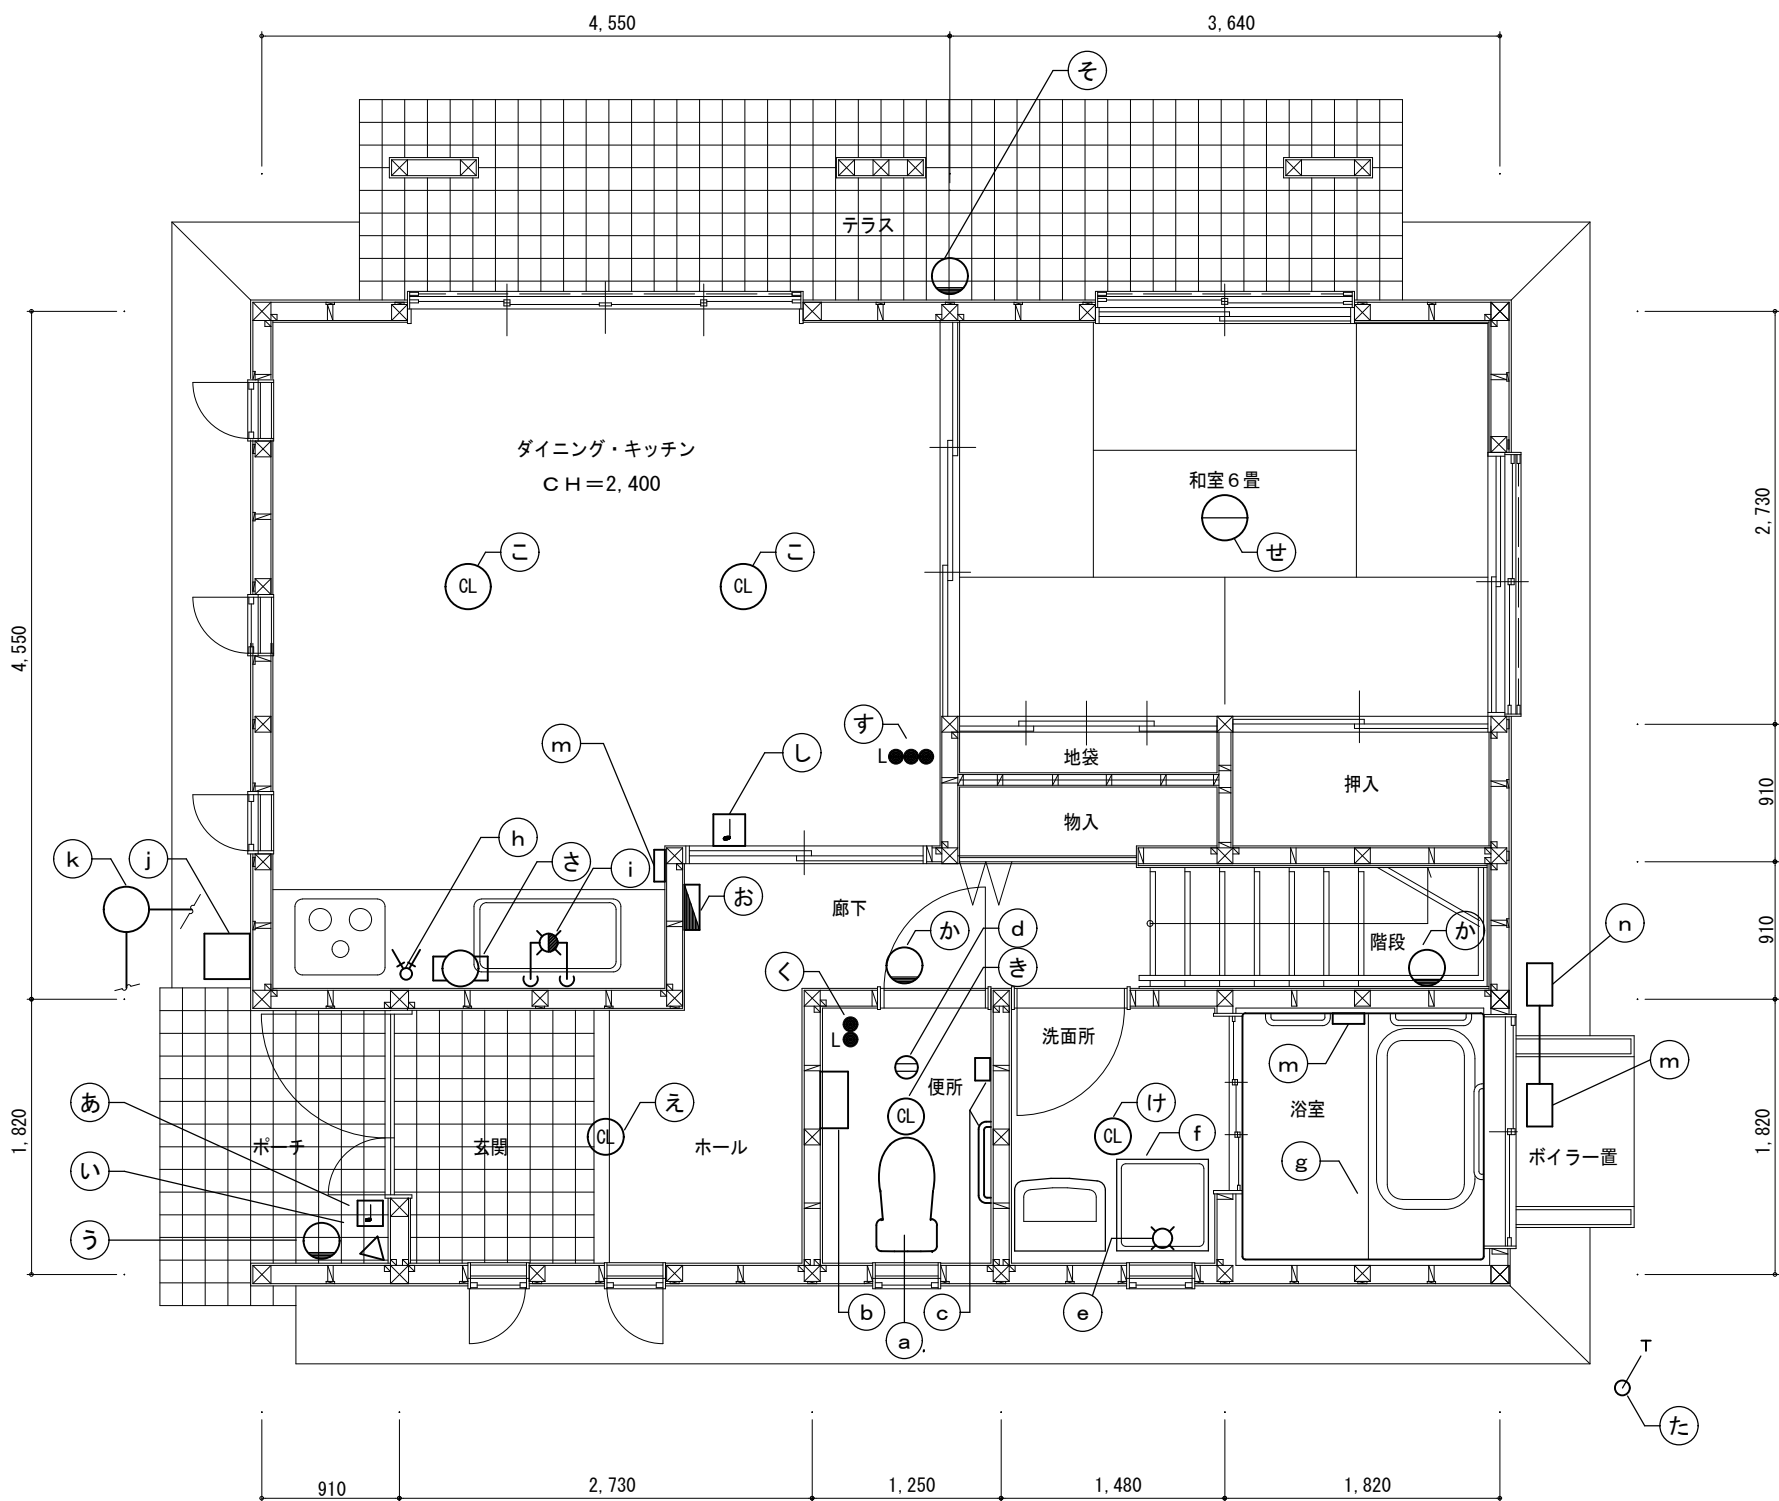 4,550
3,640
そ
テラス
ダイニング・キッチン
CH=2,400
和室6畳
せ
こ
CL
こ
CL
2,730
4,550
す
L
m
し
地袋
押入
物入
910
h
さ
i
お
k
j
廊下
か
d
き
階段
か
n
910
く
L
洗面所
便所
m
m
浴室
ボイラー置
あ
い
う
ポーチ
玄関
CL
え
ホール
CL
け
CL
f
g
1,820
1,820
b
a
c
e
T
た
910
2,730
1,250
1,480
1,820